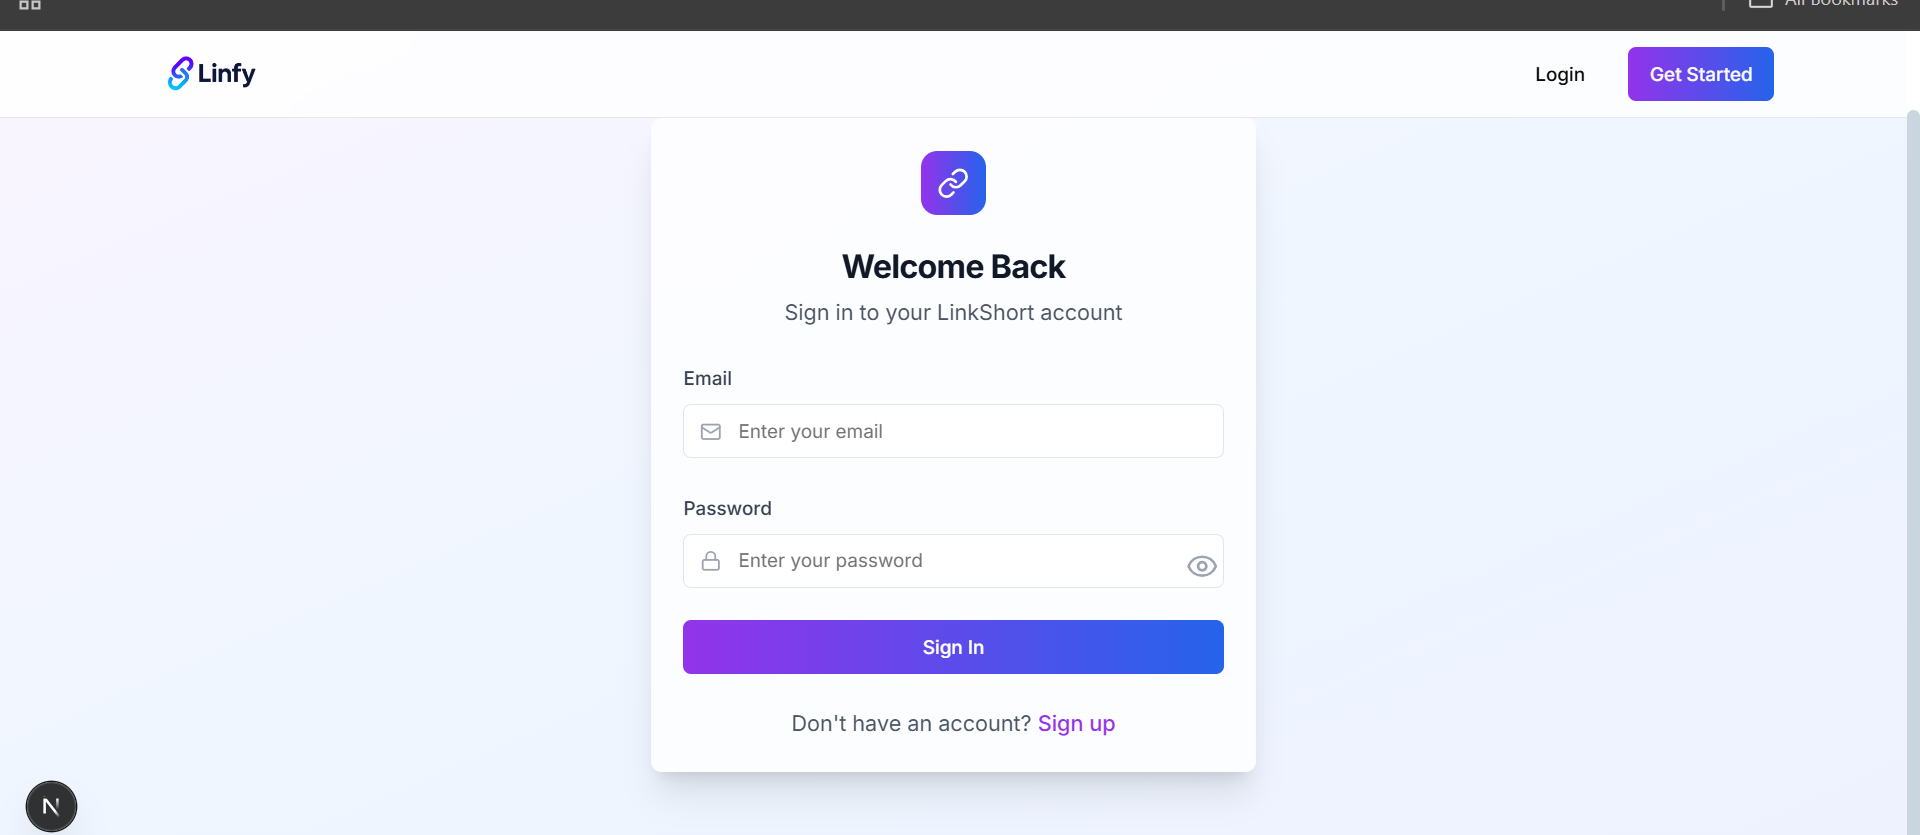 All Bookmarks
Linfy
Login
Get Started
Welcome Back
Sign in to your LinkShort account
Email
Enter your email
Password
Enter your password
Sign In
Don't have an account? Sign up
N